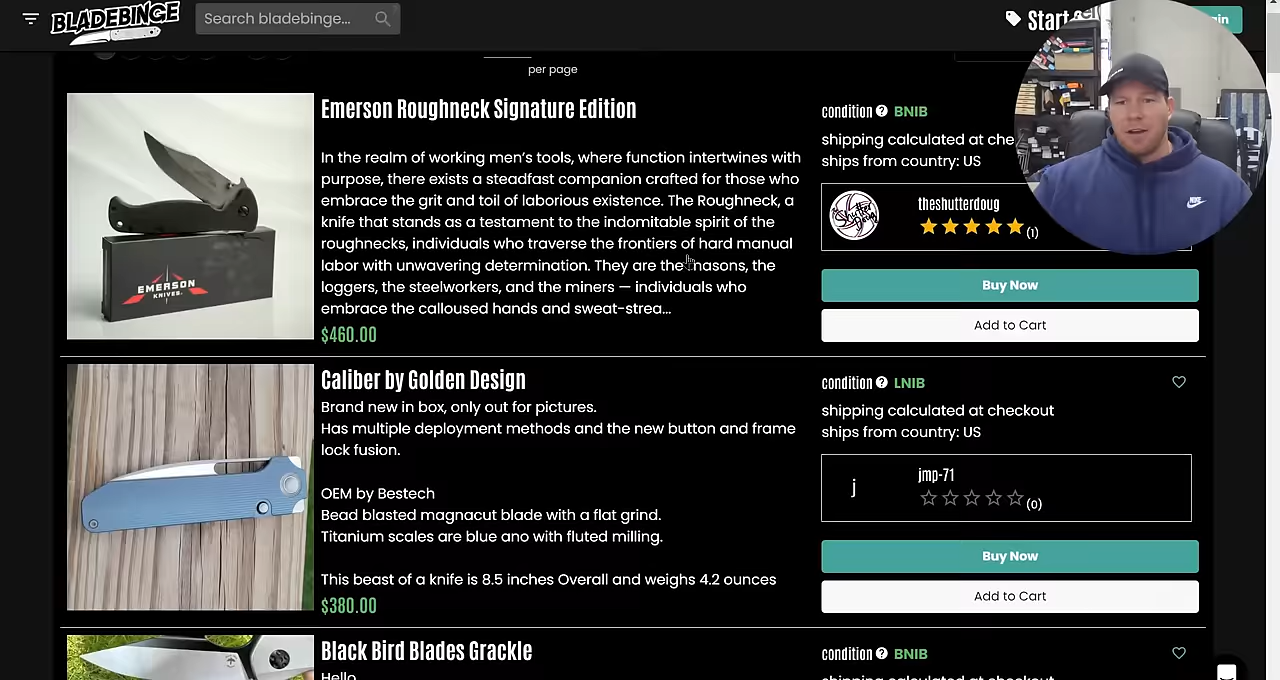 BLADEBINGE
Search bladebinge...
Start
per page
Emerson Roughneck Signature Edition
In the realm of working men's tools, where function intertwines with
purpose, there exists a steadfast companion crafted for those who
embrace the grit and toil of laborious existence. The Roughneck, a
knife that stands as a testament to the indomitable spirit of the
roughnecks, individuals who traverse the frontiers of hard manual
labor with unwavering determination. They are the masons, the
loggers, the steelworkers, and the miners — individuals who
embrace the calloused hands and sweat-strea...
$460.00
EMERSON
KNIVES.
condition ? BNIB
shipping calculated at che
ships from country: US
theshutterdoug
(1)
Buy Now
Add to Cart
Caliber by Golden Design
Brand new in box, only out for pictures.
Has multiple deployment methods and the new button and frame
lock fusion.
OEM by Bestech
Bead blasted magnacut blade with a flat grind.
Titanium scales are blue ano with fluted milling.
This beast of a knife is 8.5 inches Overall and weighs 4.2 ounces
$380.00
condition ? LNIB
shipping calculated at checkout
ships from country: US
j
jmp-71
(0)
Buy Now
Add to Cart
Black Bird Blades Grackle
Hello
condition ? BNIB
shipping calculated at checkout